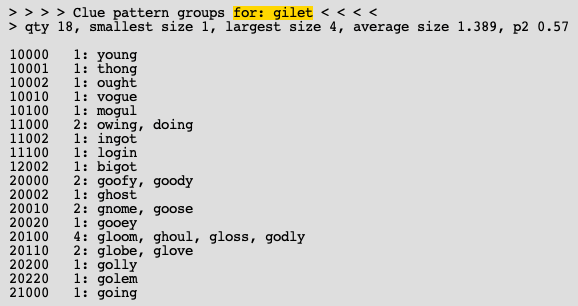 > > > > Clue pattern groups for: gilet < < < <
> qty 18, smallest size 1, largest size 4, average size 1.389, p2 0.57
10000 1: young
10001 1: thong
10002 1: ought
10010 1: vogue
10100 1: mogul
11000 2: owing, doing
11002 1: ingot
11100 1: login
12002 1: bigot
20000 2: goofy, goody
20002 1: ghost
20010 2: gnome, goose
20020 1: gooey
20100 4: gloom, ghoul, gloss, godly
20110 2: globe, glove
20200 1: golly
20220 1: golem
21000 1: going